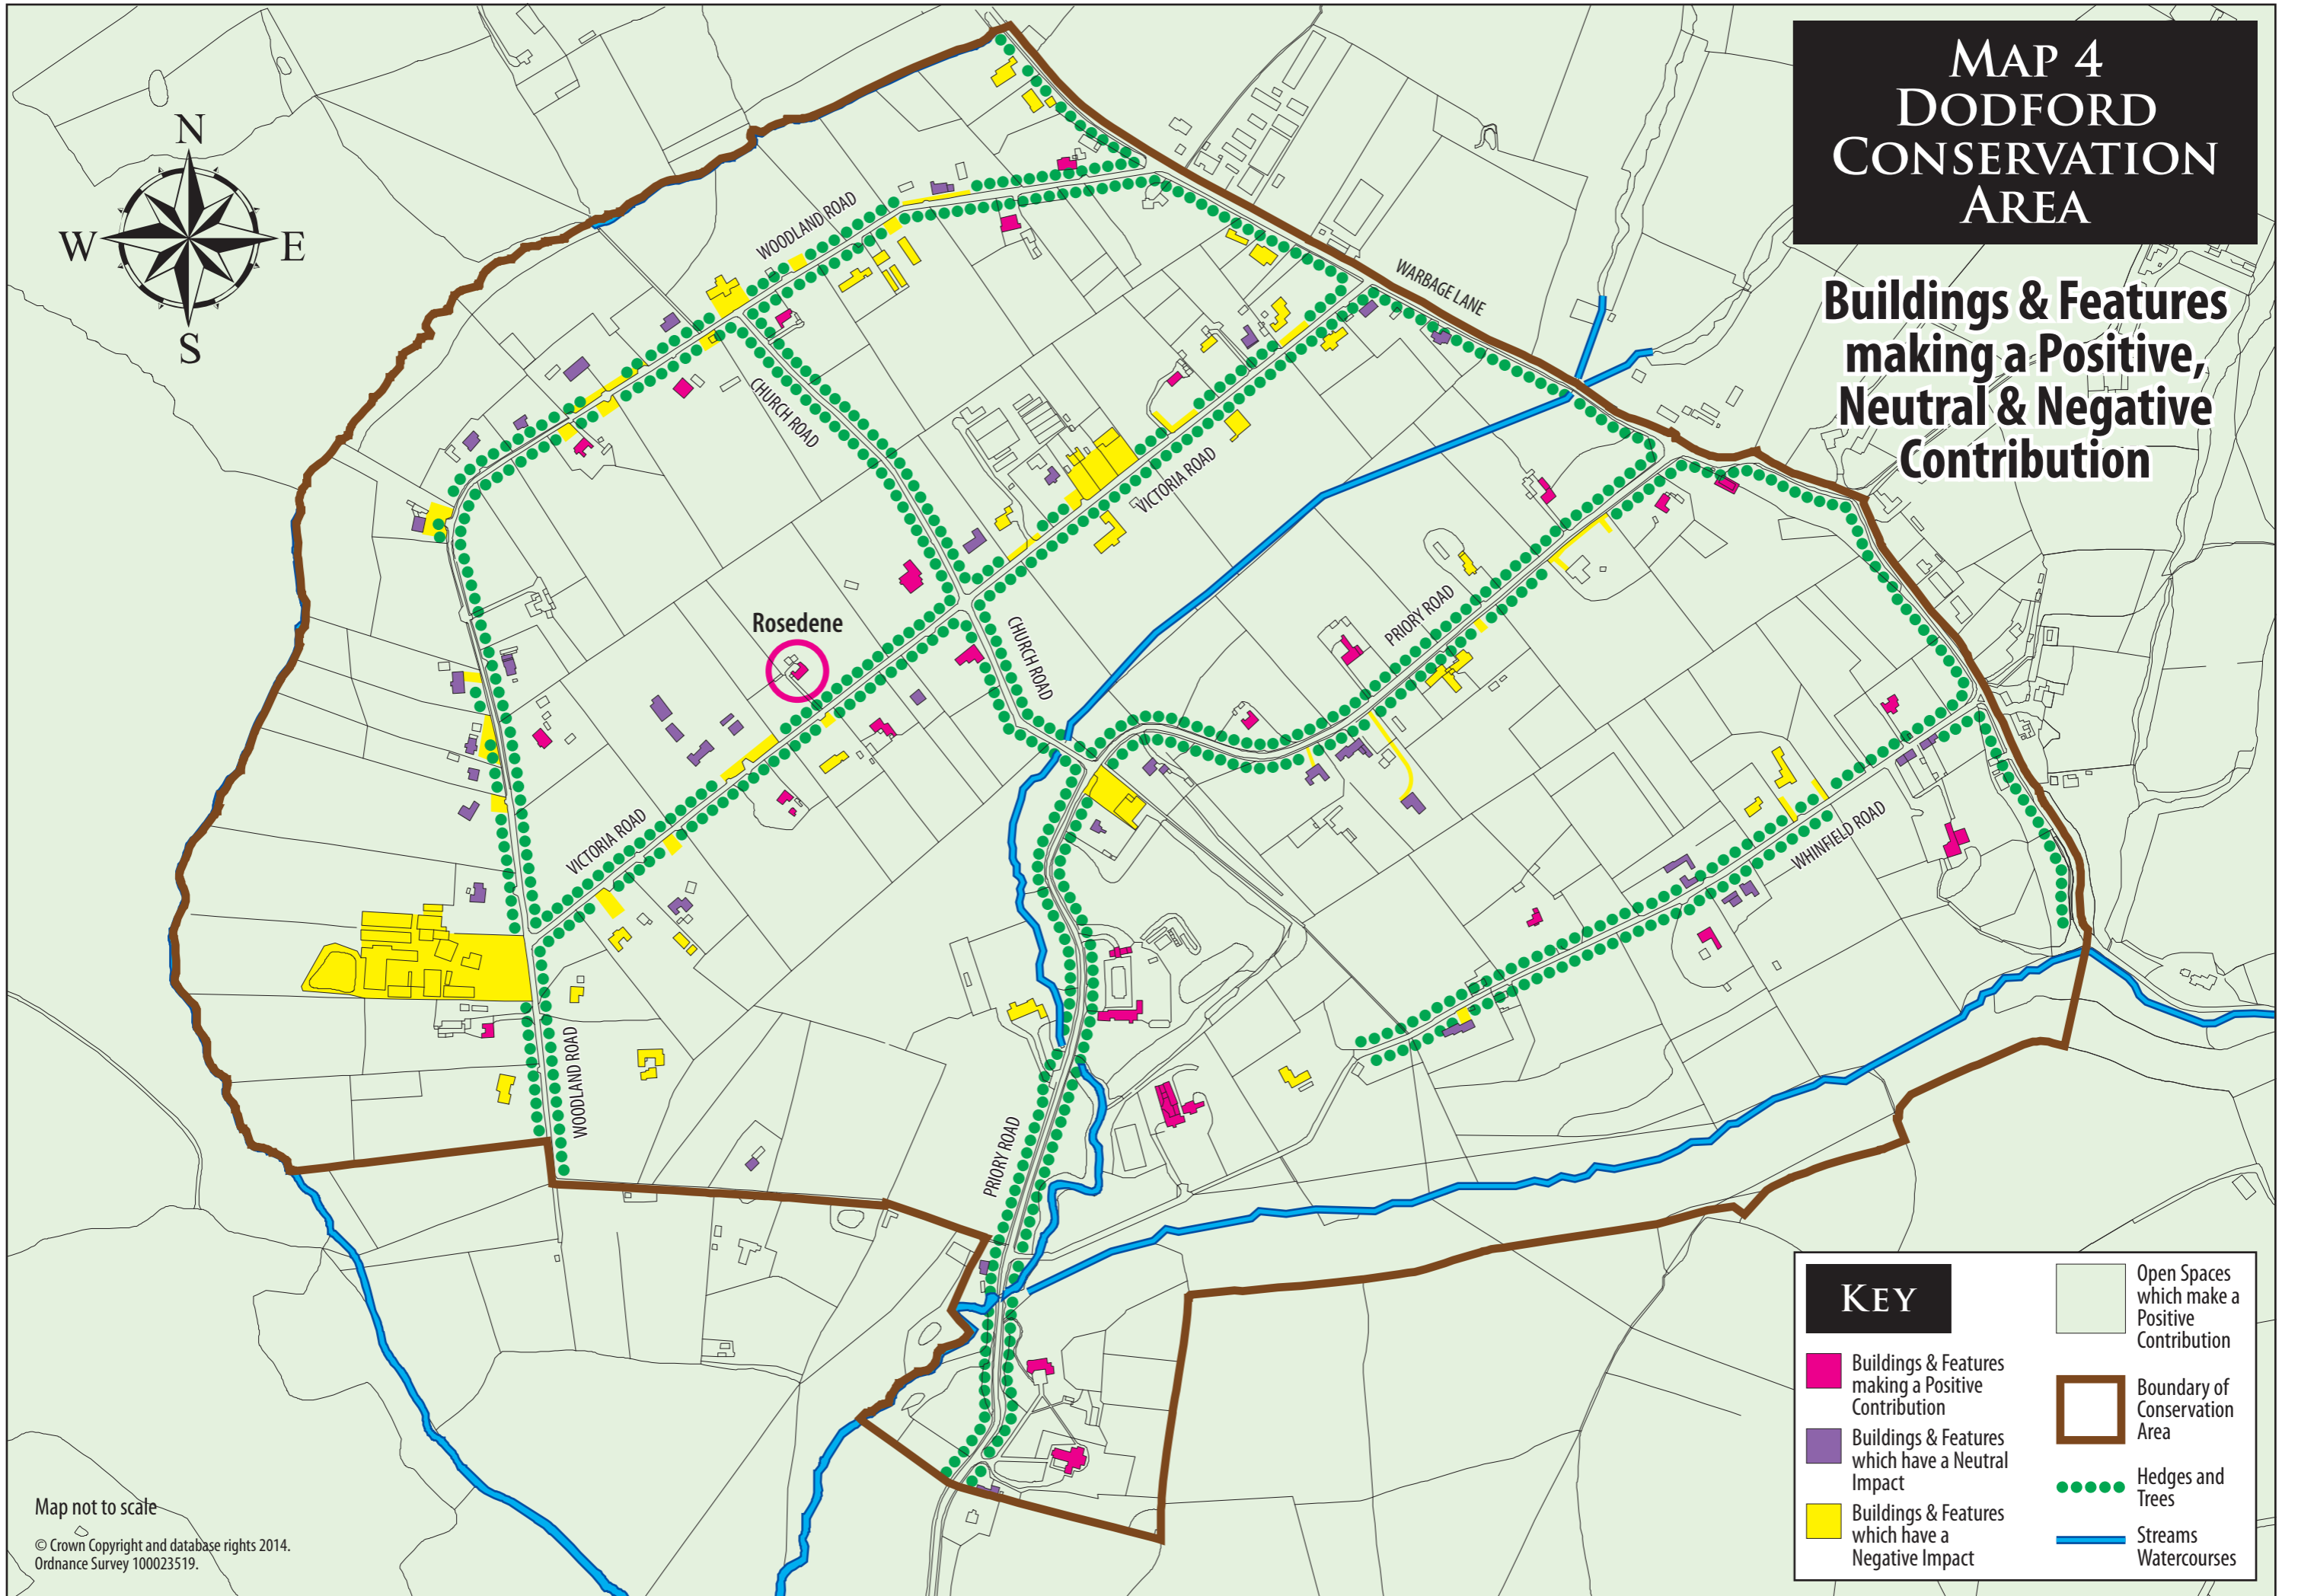 MAP 4
DODFORD
CONSERVATION
AREA
Buildings & Features
making a Positive,
Neutral & Negative
Contribution
N
W
E
S
WOODLAND ROAD
WARBAGE LANE
CHURCH ROAD
VICTORIA ROAD
Rosedene
CHURCH ROAD
PRIORY ROAD
VICTORIA ROAD
WHINFIELD ROAD
WOODLAND ROAD
PRIORY ROAD
KEY
Buildings & Features
making a Positive
Contribution
Buildings & Features
which have a Neutral
Impact
Buildings & Features
which have a
Negative Impact
Open Spaces
which make a
Positive
Contribution
Boundary of
Conservation
Area
Hedges and
Trees
Streams
Watercourses
Map not to scale
© Crown Copyright and database rights 2014.
Ordnance Survey 100023519.